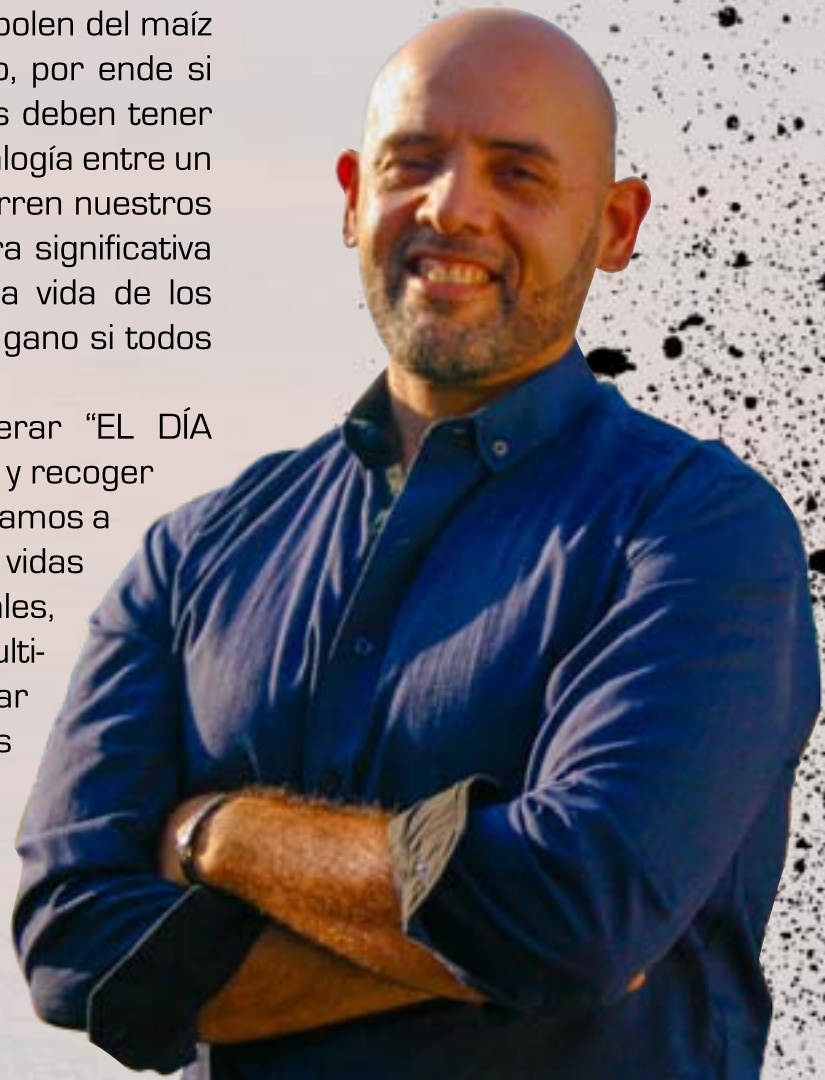 polen del maíz
o, por ende si
s deben tener
logía entre un
rren nuestros
ra significativa
a vida de los
gano si todos
erar “EL DÍA
y recoger
amos a
vidas
les,
ulti-
ar
s